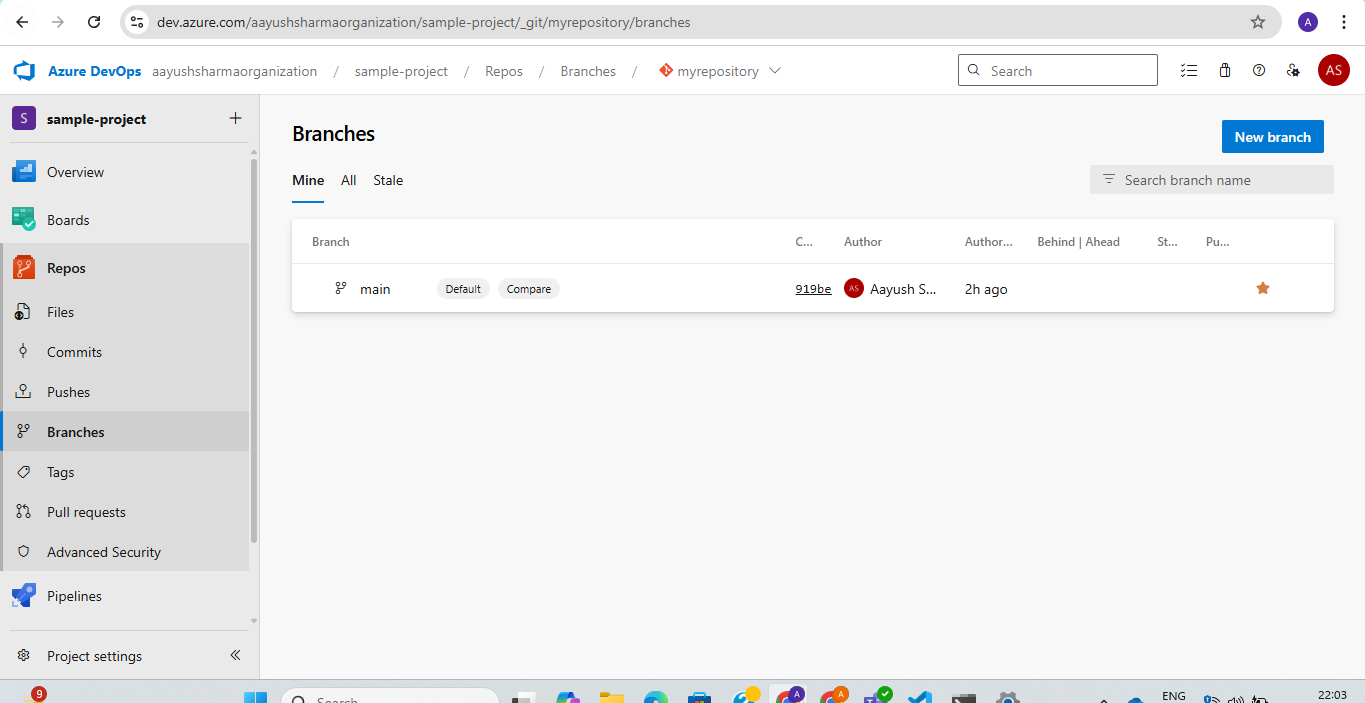 dev.azure.com/aayushsharmaorganization/sample-project/_git/myrepository/branches
A
Azure DevOps aayushsharmaorganization / sample-project / Repos / Branches / myrepository
Search
AS
S sample-project +
Overview
Boards
Repos
Files
Commits
Pushes
Branches
Tags
Pull requests
Advanced Security
Pipelines
Project settings
Branches
New branch
Mine All Stale
Search branch name
Branch C... Author Author... Behind | Ahead St... Pu...
main Default Compare 919be AS Aayush S... 2h ago
9
Search
A
A
ENG
22:03